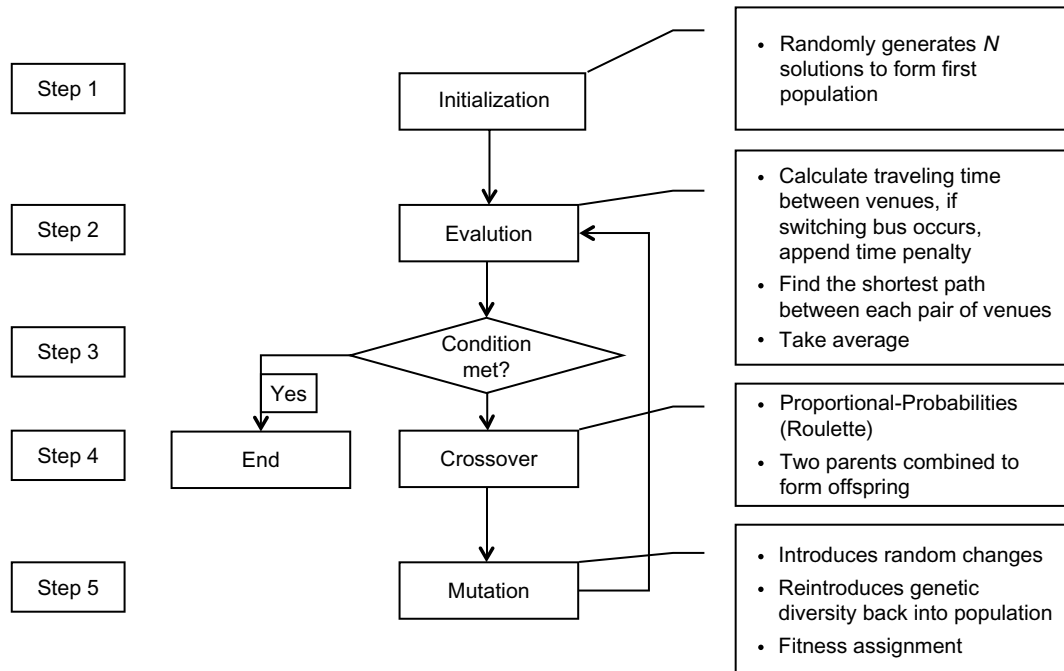 Step 1
Initialization
• Randomly generates N
solutions to form first
population
Step 2
Evalution
• Calculate traveling time
between venues, if
switching bus occurs,
append time penalty
• Find the shortest path
between each pair of venues
• Take average
Step 3
Condition
met?
Yes
Step 4
End
Crossover
• Proportional-Probabilities
(Roulette)
• Two parents combined to
form offspring
Step 5
Mutation
• Introduces random changes
• Reintroduces genetic
diversity back into population
• Fitness assignment